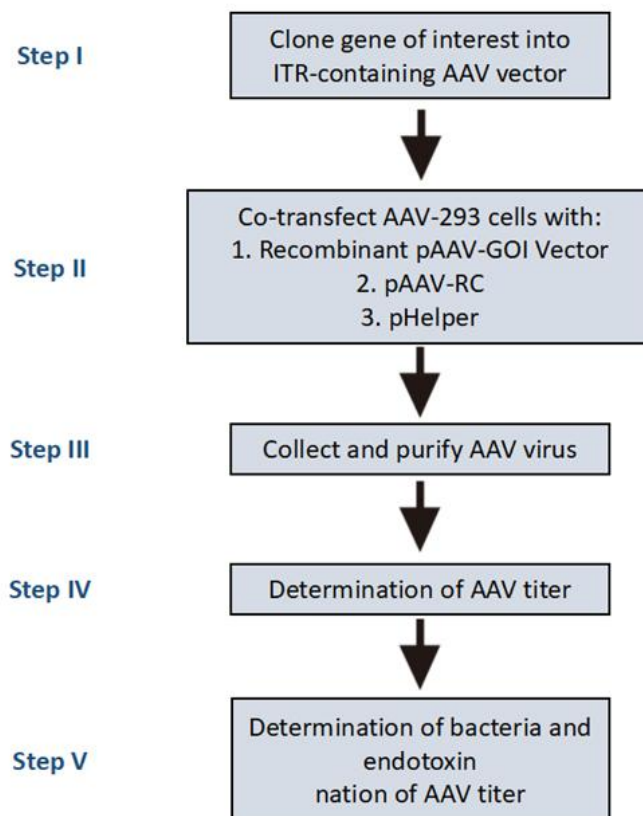 Step I
Clone gene of interest into
ITR-containing AAV vector
Step II
Co-transfect AAV-293 cells with:
1. Recombinant pAAV-GOI Vector
2. pAAV-RC
3. pHelper
Step III
Collect and purify AAV virus
Step IV
Determination of AAV titer
Step V
Determination of bacteria and
endotoxin
nation of AAV titer